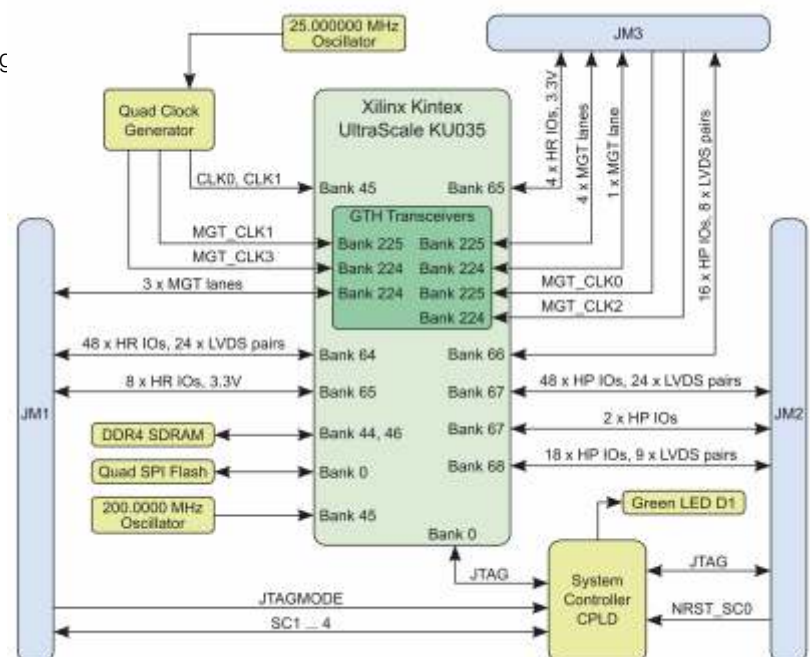 25.000000 MHz
Oscillator
JM3
Quad Clock
Generator
Xilinx Kintex
UltraScale KU035
4 x HR IOs, 3.3V
4 x MGT lanes
1 x MGT lane
16 x HP IOs, 8 x LVDS pairs
CLK0, CLK1
Bank 45
Bank 65
GTH Transceivers
MGT_CLK1
Bank 225
Bank 225
MGT_CLK3
Bank 224
Bank 224
3 x MGT lanes
Bank 224
Bank 225
MGT_CLK0
Bank 224
MGT_CLK2
48 x HR IOs, 24 x LVDS pairs
Bank 64
Bank 66
8 x HR IOs, 3.3V
Bank 65
Bank 67
48 x HP IOs, 24 x LVDS pairs
JM1
JM2
DDR4 SDRAM
Bank 44, 46
Bank 67
2 x HP IOs
Quad SPI Flash
Bank 0
Bank 68
18 x HP IOs, 9 x LVDS pairs
200.0000 MHz
Oscillator
Bank 45
Green LED D1
Bank 0
JTAG
System
Controller
CPLD
JTAG
JTAGMODE
NRST_SC0
SC1 ... 4